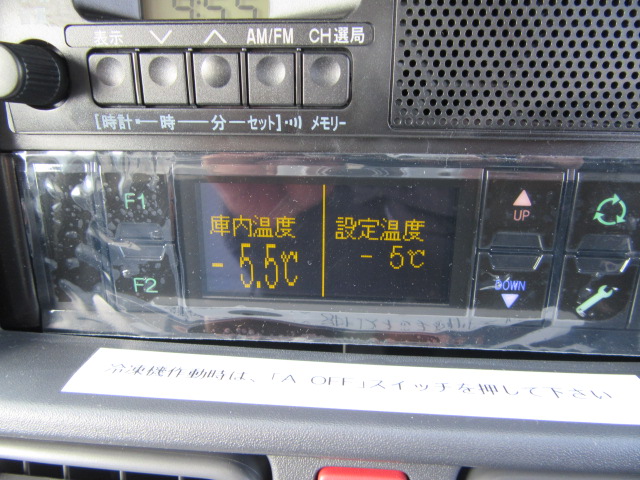 4:55
表示 AM/FM CH選局
[時計 時 分 セット] メモリー
F1
F2
庫内温度
- 5.5℃
設定温度
- 5℃
UP
DOWN
冷凍機作動時は、「A OFF」スイッチを押して下さい